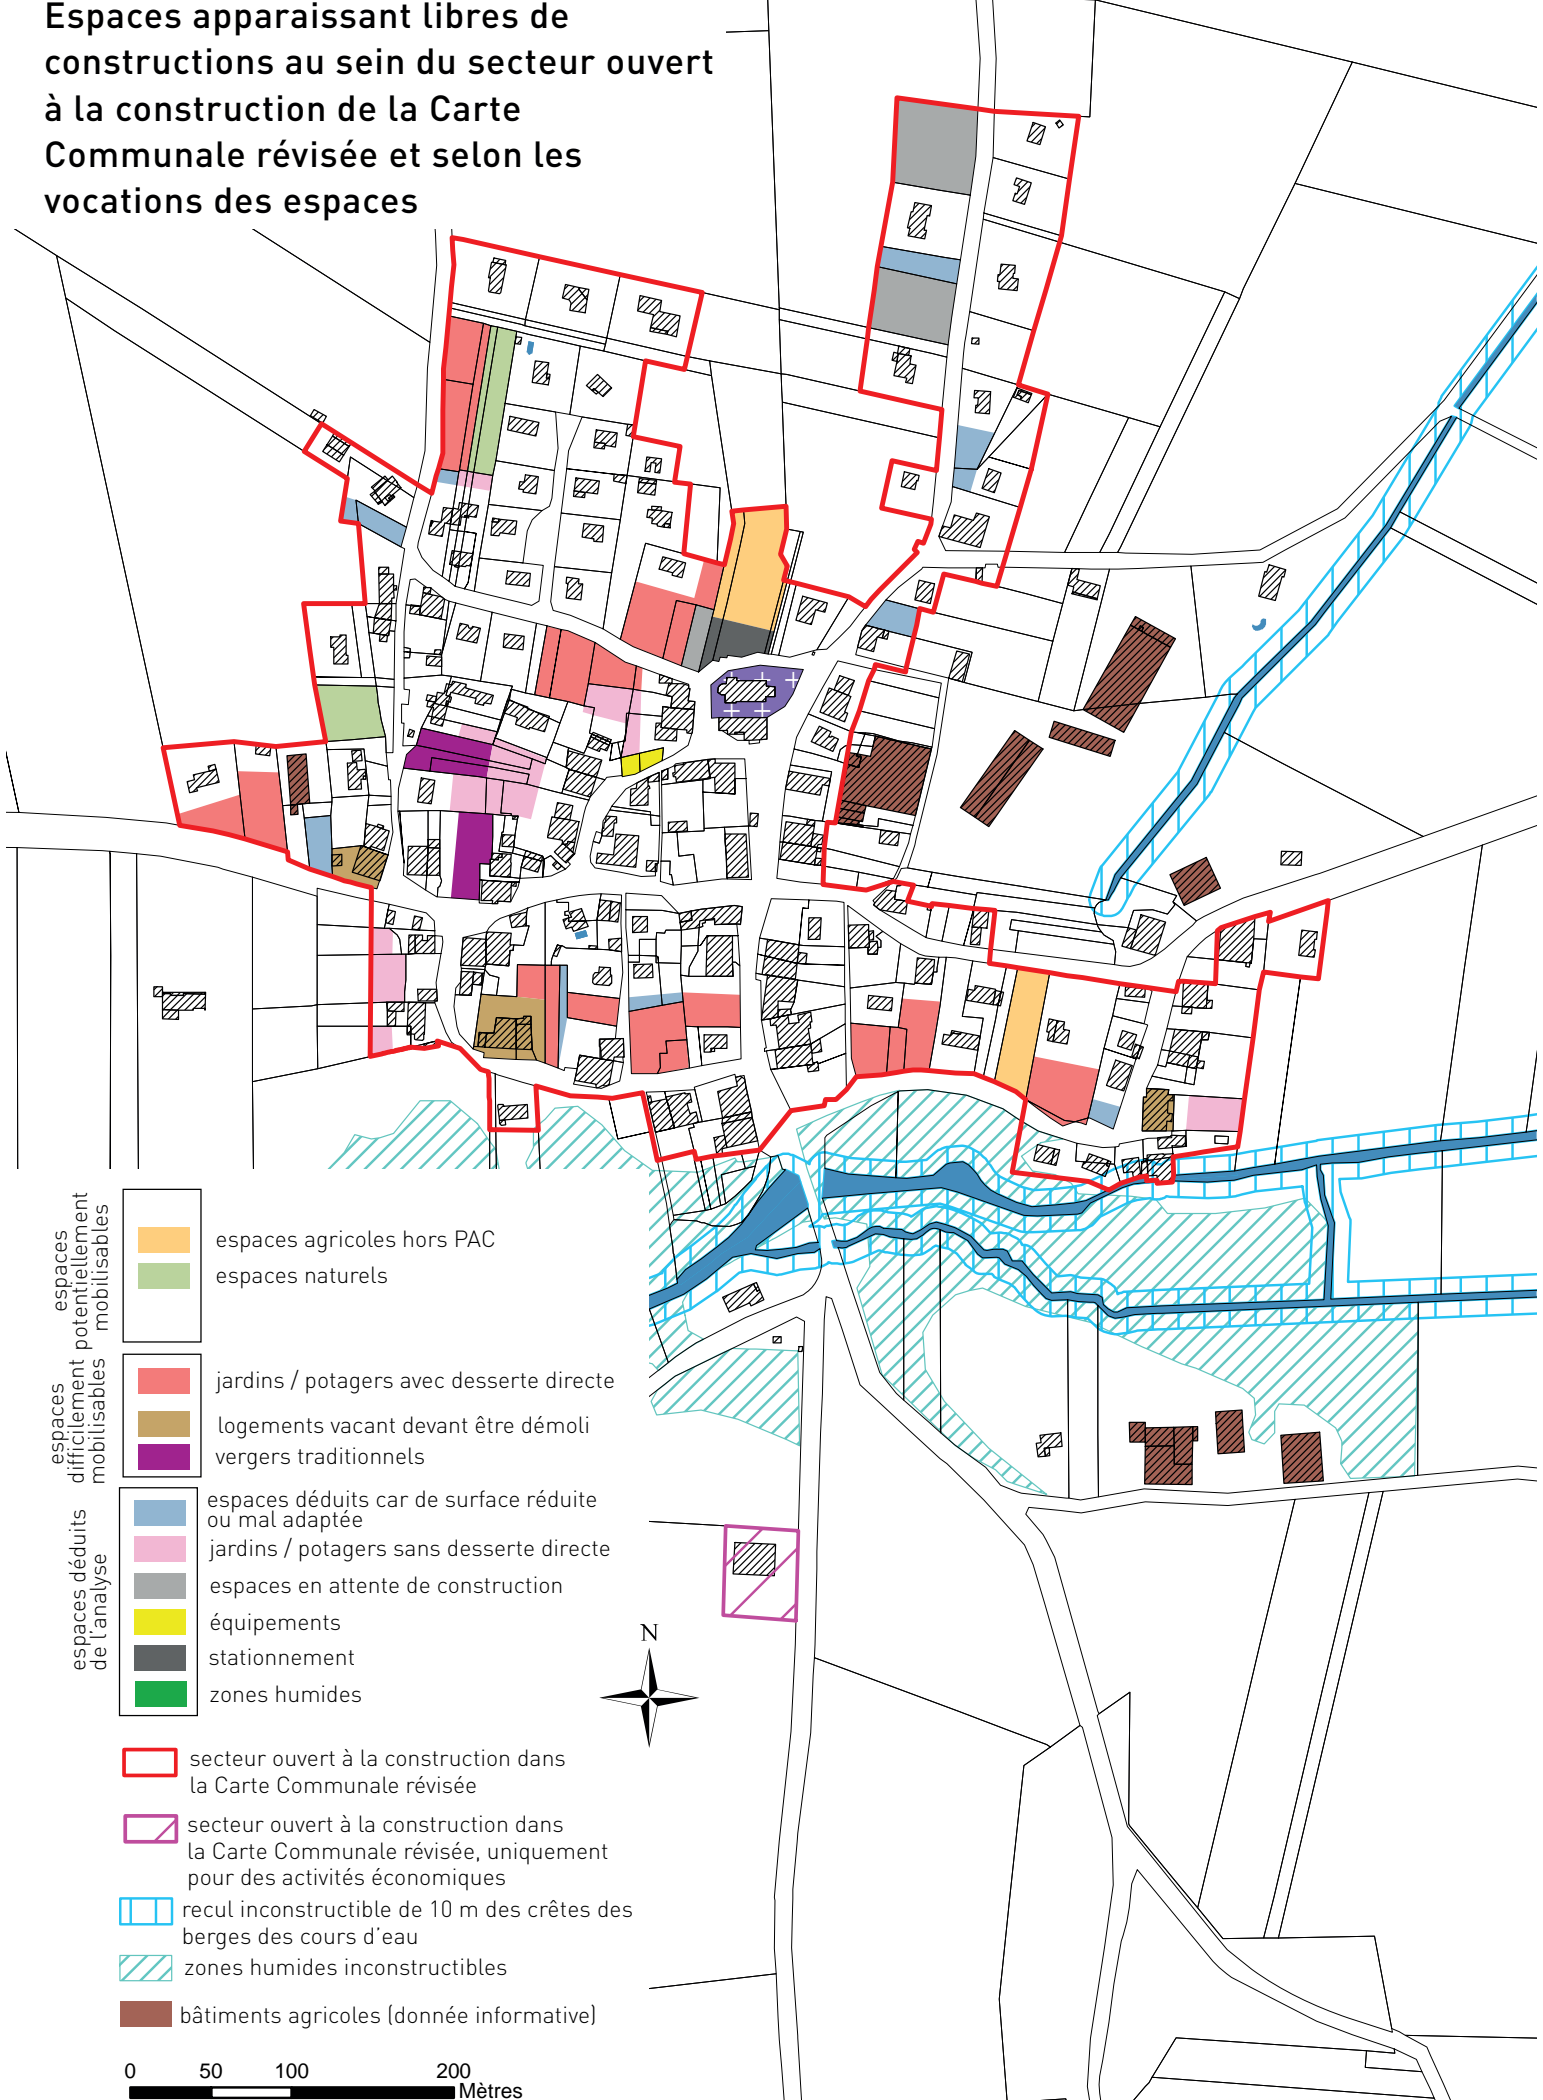 Espaces apparaissant libres de
constructions au sein du secteur ouvert
à la construction de la Carte
Communale révisée et selon les
vocations des espaces
espaces
potentiellement
mobilisables
espaces agricoles hors PAC
espaces naturels
espaces
difficilement
mobilisables
jardins / potagers avec desserte directe
logements vacant devant être démoli
vergers traditionnels
espaces déduits
de l'analyse
espaces déduits car de surface réduite
ou mal adaptée
jardins / potagers sans desserte directe
espaces en attente de construction
équipements
stationnement
zones humides
N
secteur ouvert à la construction dans
la Carte Communale révisée
secteur ouvert à la construction dans
la Carte Communale révisée, uniquement
pour des activités économiques
recul inconstructible de 10 m des crêtes des
berges des cours d'eau
zones humides inconstructibles
bâtiments agricoles (donnée informative)
0 50 100 200
Mètres